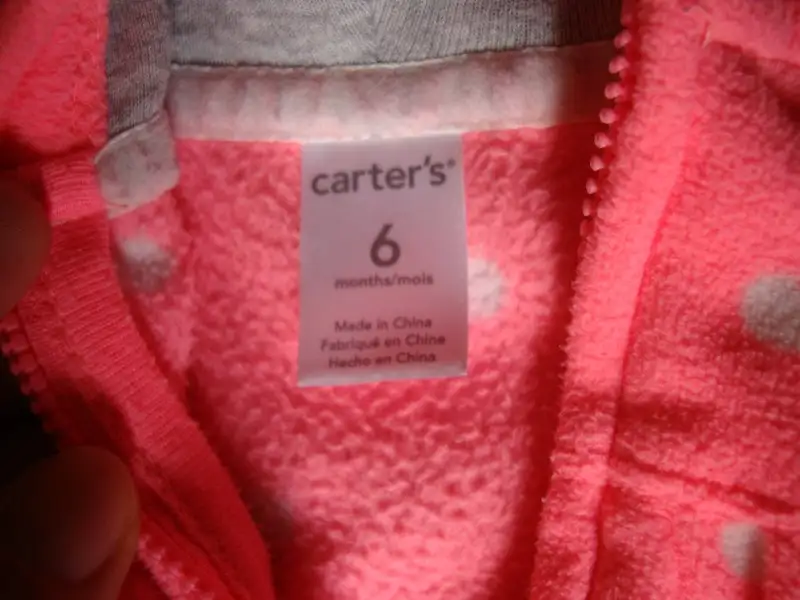 carter's®
6
months/mois
Made in China
Fabriqué en Chine
Hecho en China